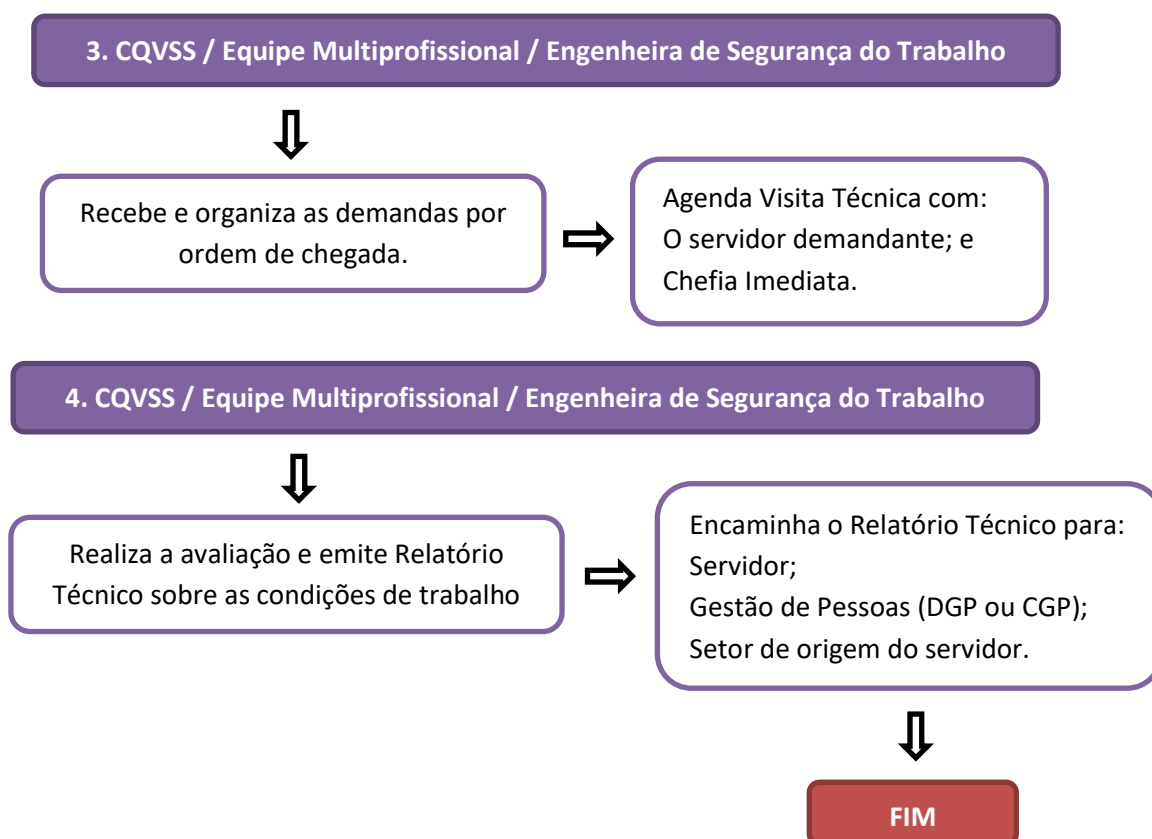 3. CQVSS / Equipe Multiprofissional / Engenheira de Segurança do Trabalho
Recebe e organiza as demandas por
ordem de chegada.
Agenda Visita Técnica com:
O servidor demandante; e
Chefia Imediata.
4. CQVSS / Equipe Multiprofissional / Engenheira de Segurança do Trabalho
Realiza a avaliação e emite Relatório
Técnico sobre as condições de trabalho
Encaminha o Relatório Técnico para:
Servidor;
Gestão de Pessoas (DGP ou CGP);
Setor de origem do servidor.
FIM